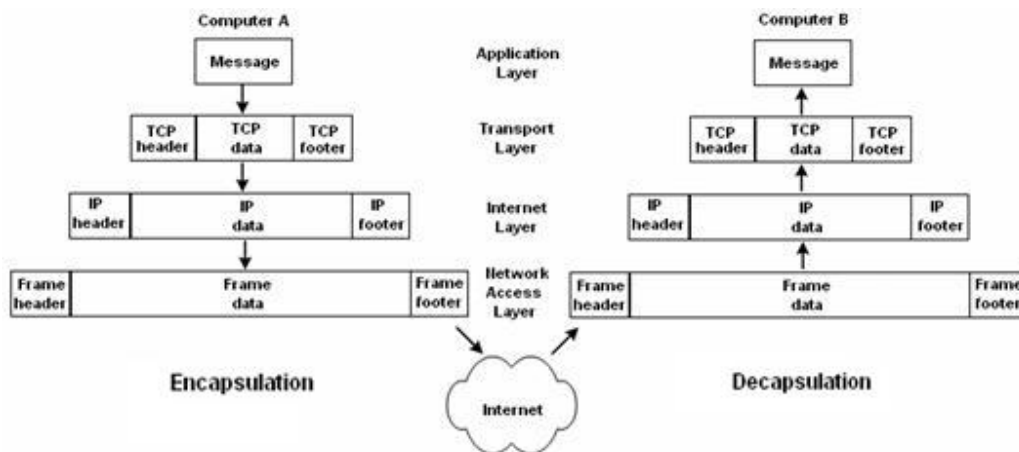 Computer A
Computer B
Message
Application
Layer
Message
TCP
header
TCP
data
TCP
footer
Transport
Layer
TCP
header
TCP
data
TCP
footer
IP
header
IP
data
IP
footer
Internet
Layer
IP
header
IP
data
IP
footer
Frame
header
Frame
data
Frame
footer
Network
Access
Layer
Frame
header
Frame
data
Frame
footer
Encapsulation
Internet
Decapsulation